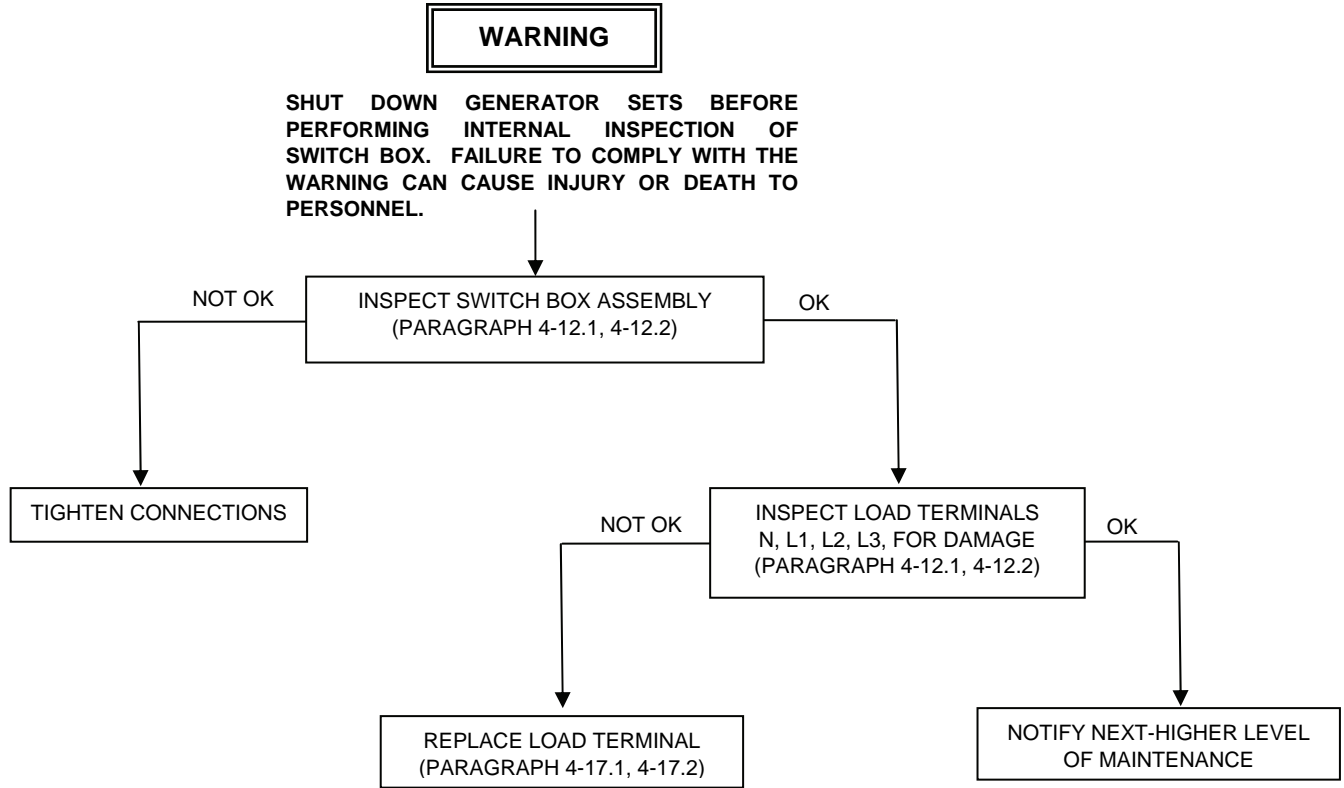 WARNING
SHUT DOWN GENERATOR SETS BEFORE
PERFORMING INTERNAL INSPECTION OF
SWITCH BOX. FAILURE TO COMPLY WITH THE
WARNING CAN CAUSE INJURY OR DEATH TO
PERSONNEL.
NOT OK
INSPECT SWITCH BOX ASSEMBLY
(PARAGRAPH 4-12.1, 4-12.2)
OK
TIGHTEN CONNECTIONS
NOT OK
INSPECT LOAD TERMINALS
N, L1, L2, L3, FOR DAMAGE
(PARAGRAPH 4-12.1, 4-12.2)
OK
REPLACE LOAD TERMINAL
(PARAGRAPH 4-17.1, 4-17.2)
NOTIFY NEXT-HIGHER LEVEL
OF MAINTENANCE